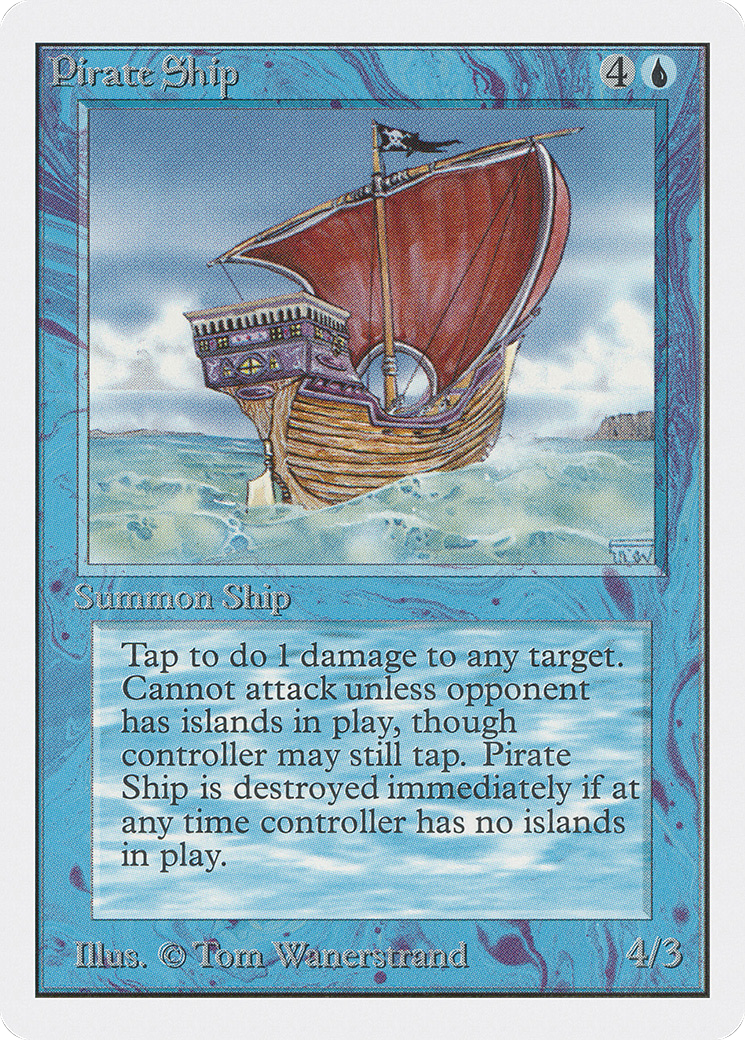 Pirate Ship 4
Summon Ship
Tap to do 1 damage to any target.
Cannot attack unless opponent
has islands in play, though
controller may still tap. Pirate
Ship is destroyed immediately if at
any time controller has no islands
in play.
Illus. © Tom Wanerstrand 4/3